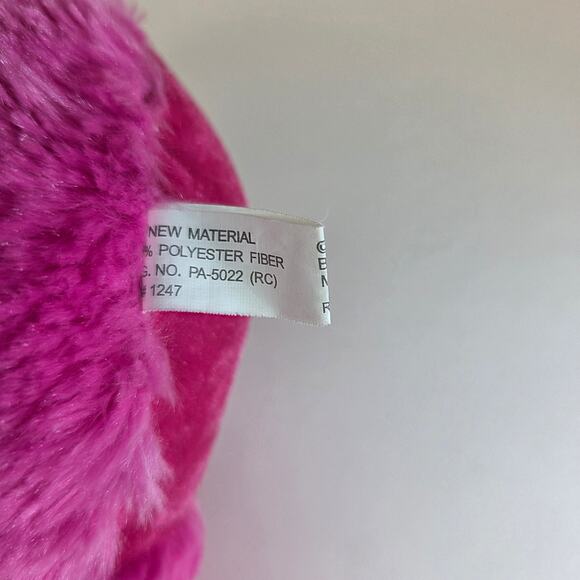 NEW MATERIAL
% POLYESTER FIBER
G. NO. PA-5022 (RC)
# 1247
©